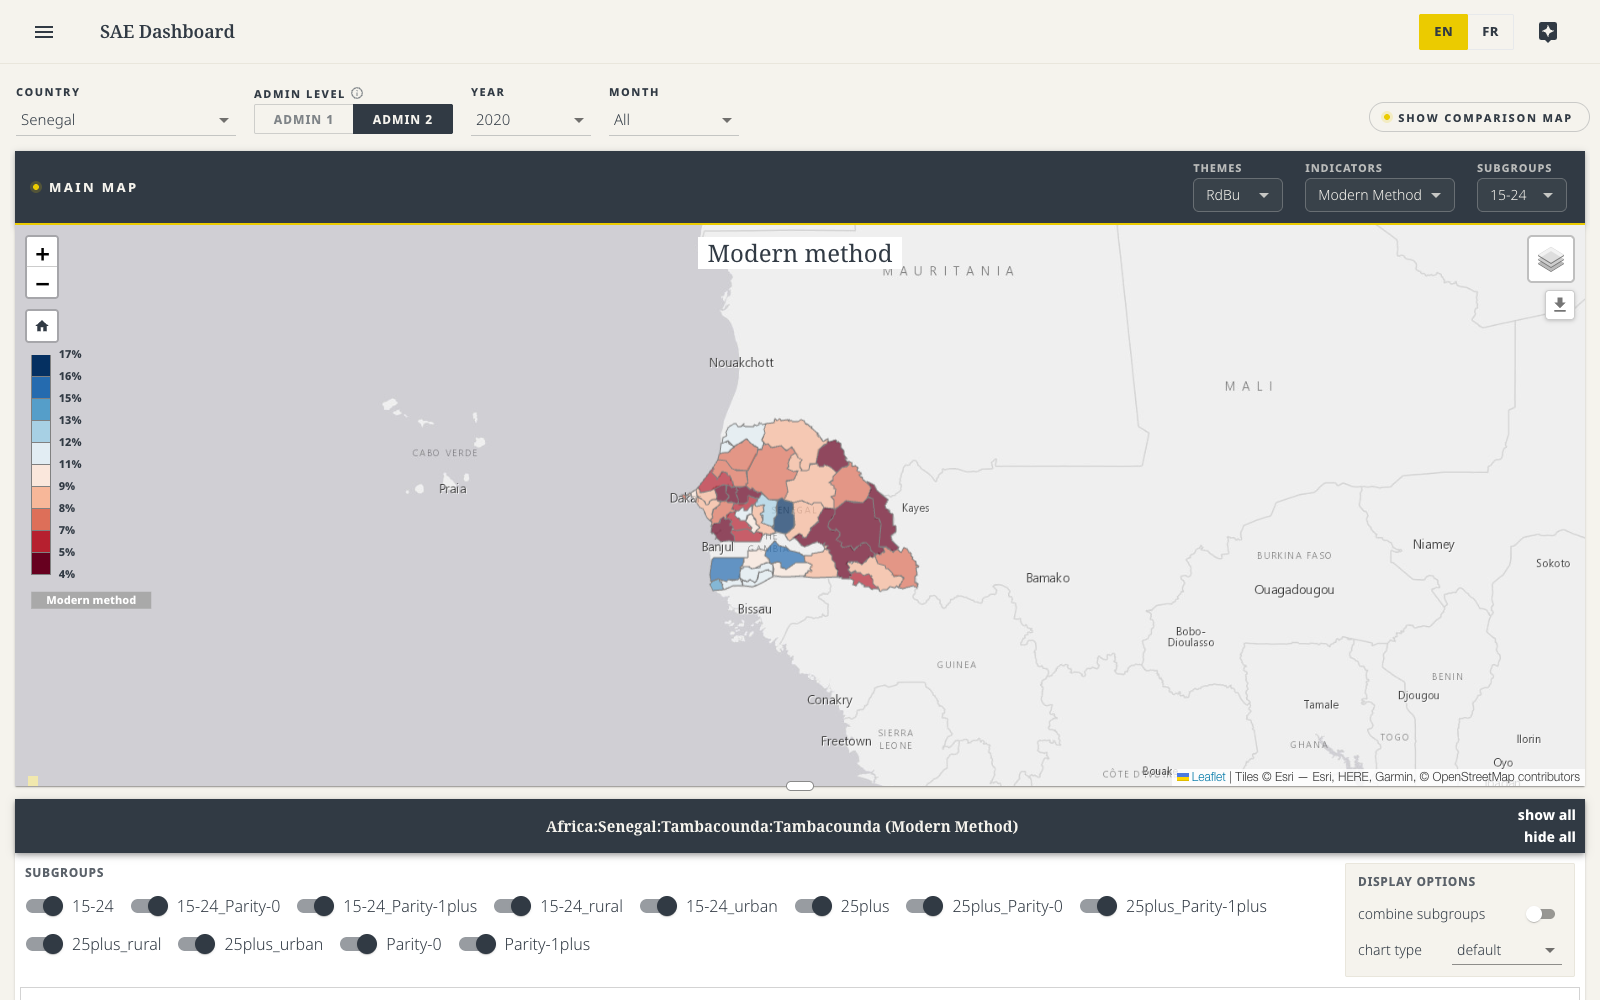 SAE Dashboard
EN
FR
COUNTRY
ADMIN LEVEL
YEAR
MONTH
Senegal
ADMIN 1
ADMIN 2
2020
All
SHOW COMPARISON MAP
MAIN MAP
THEMES
INDICATORS
SUBGROUPS
RdBu
Modern Method
15-24
Modern method
+
−
17%
16%
15%
13%
12%
11%
9%
8%
7%
5%
4%
Modern method
MAURITANIA
Nouakchott
MALI
CABO VERDE
Praia
Daka
SENEGAL
Kayes
THE
GAMBIA
Banjul
Niamey
BURKINA FASO
Sokoto
Bamako
Ouagadougou
Bissau
Bobo-
Dioulasso
GUINEA
BENIN
Djougou
Conakry
Tamale
SIERRA
LEONE
Freetown
GHANA
TOGO
Ilorin
Oyo
CÔTE D'IVOIR
Bouak
Leaflet | Tiles © Esri — Esri, HERE, Garmin, © OpenStreetMap contributors
Africa:Senegal:Tambacounda:Tambacounda (Modern Method)
show all
hide all
SUBGROUPS
15-24
15-24_Parity-0
15-24_Parity-1plus
15-24_rural
15-24_urban
25plus
25plus_Parity-0
25plus_Parity-1plus
25plus_rural
25plus_urban
Parity-0
Parity-1plus
DISPLAY OPTIONS
combine subgroups
chart type
default